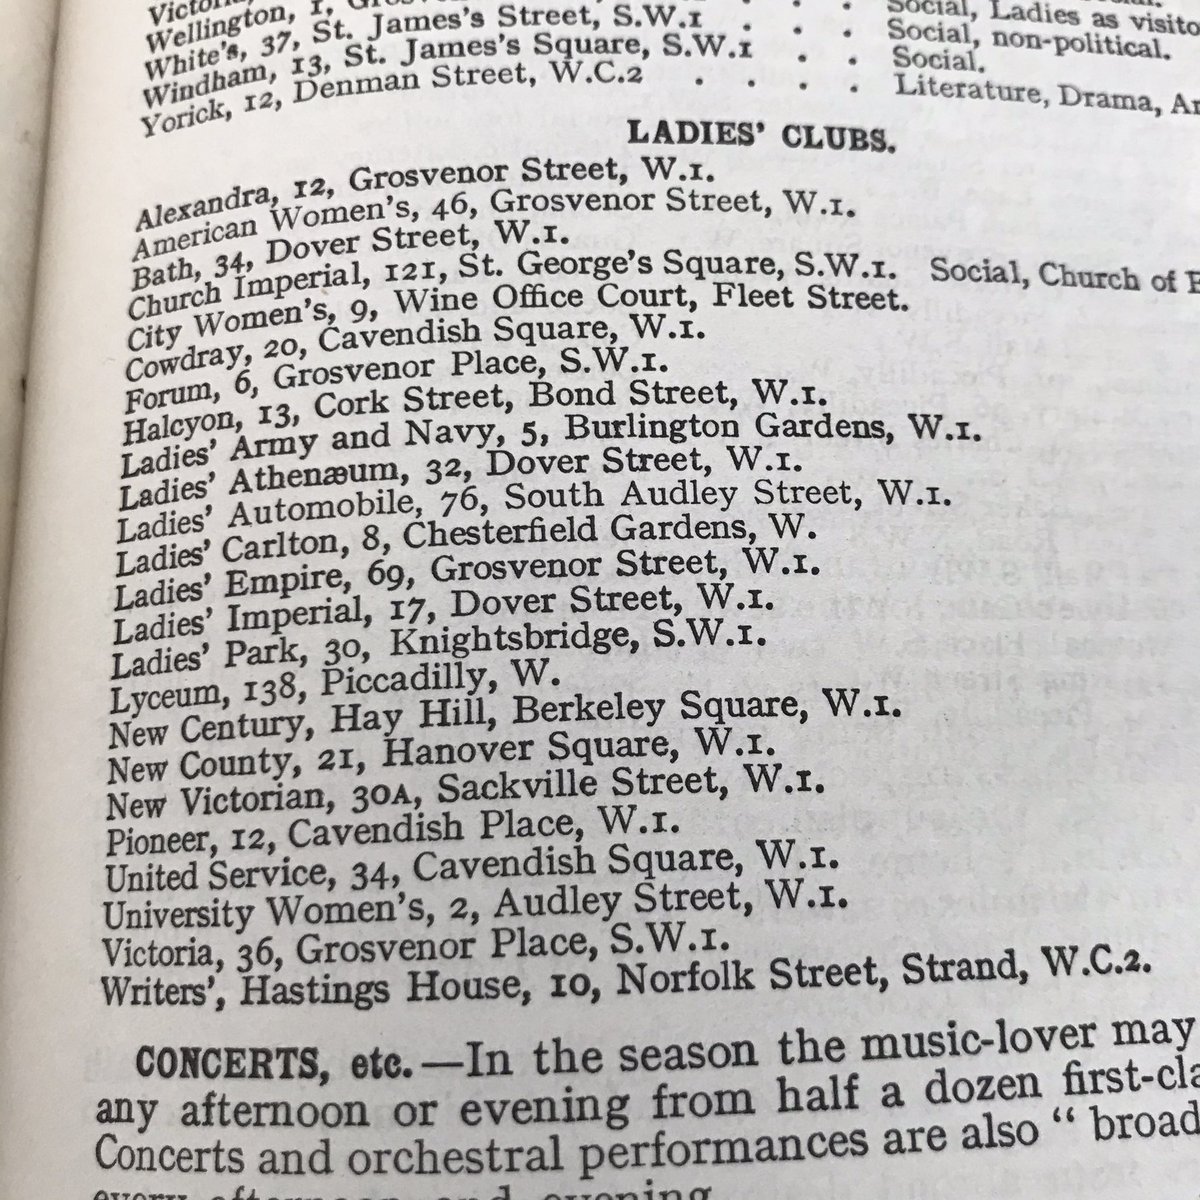 Wellington, 1,
Social, Ladies as
White's, 37, St. James's Street, S.W.1 . . . Social, non-political.
Windham, 13, St. James's Square, S.W.1 . . Social.
Yorick, 12, Denman Street, W.C.2 . . . . Literature, Drama,
LADIES' CLUBS.
Alexandra, 12, Grosvenor Street, W.1.
American Women's, 46, Grosvenor Street, W.1.
Bath, 34, Dover Street, W.1.
Church Imperial, 121, St. George's Square, S.W.1. Social, Church of
City Women's, 9, Wine Office Court, Fleet Street.
Cowdray, 20, Cavendish Square, W.1.
Forum, 6, Grosvenor Place, S.W.1.
Halcyon, 13, Cork Street, Bond Street, W.1.
Ladies' Army and Navy, 5, Burlington Gardens, W.1.
Ladies' Athenæum, 32, Dover Street, W.1.
Ladies' Automobile, 76, South Audley Street, W.1.
Ladies' Carlton, 8, Chesterfield Gardens, W.
Ladies' Empire, 69, Grosvenor Street, W.1.
Ladies' Imperial, 17, Dover Street, W.1.
Ladies' Park, 30, Knightsbridge, S.W.1.
Lyceum, 138, Piccadilly, W.
New Century, Hay Hill, Berkeley Square, W.1.
New County, 21, Hanover Square, W.1.
New Victorian, 30A, Sackville Street, W.1.
Pioneer, 12, Cavendish Place, W.1.
United Service, 34, Cavendish Square, W.1.
University Women's, 2, Audley Street, W.1.
Victoria, 36, Grosvenor Place, S.W.1.
Writers', Hastings House, 10, Norfolk Street, Strand, W.C.2.
CONCERTS, etc.—In the season the music-lover may
any afternoon or evening from half a dozen
Concerts and orchestral performances are also "